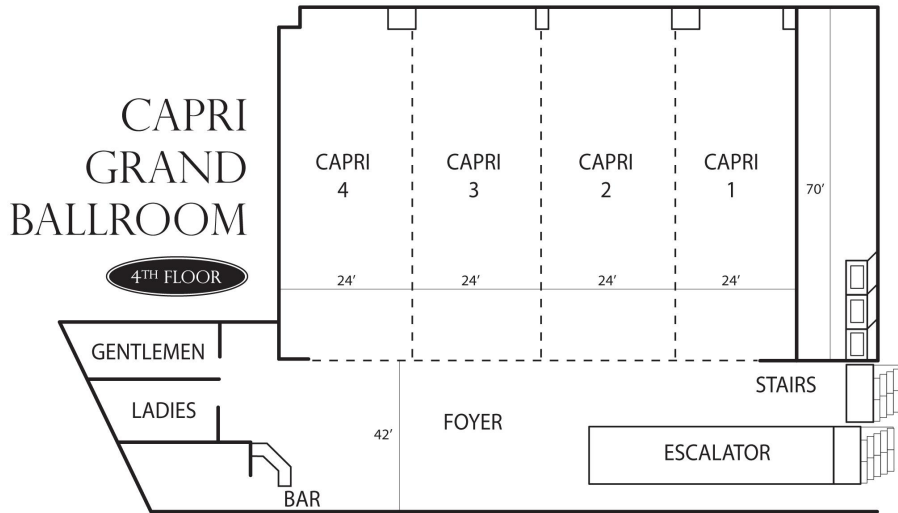 CAPRI
GRAND
BALLROOM
4TH FLOOR
CAPRI
4
CAPRI
3
CAPRI
2
CAPRI
1
70'
24'
24'
24'
24'
GENTLEMEN
LADIES
BAR
42'
FOYER
STAIRS
ESCALATOR